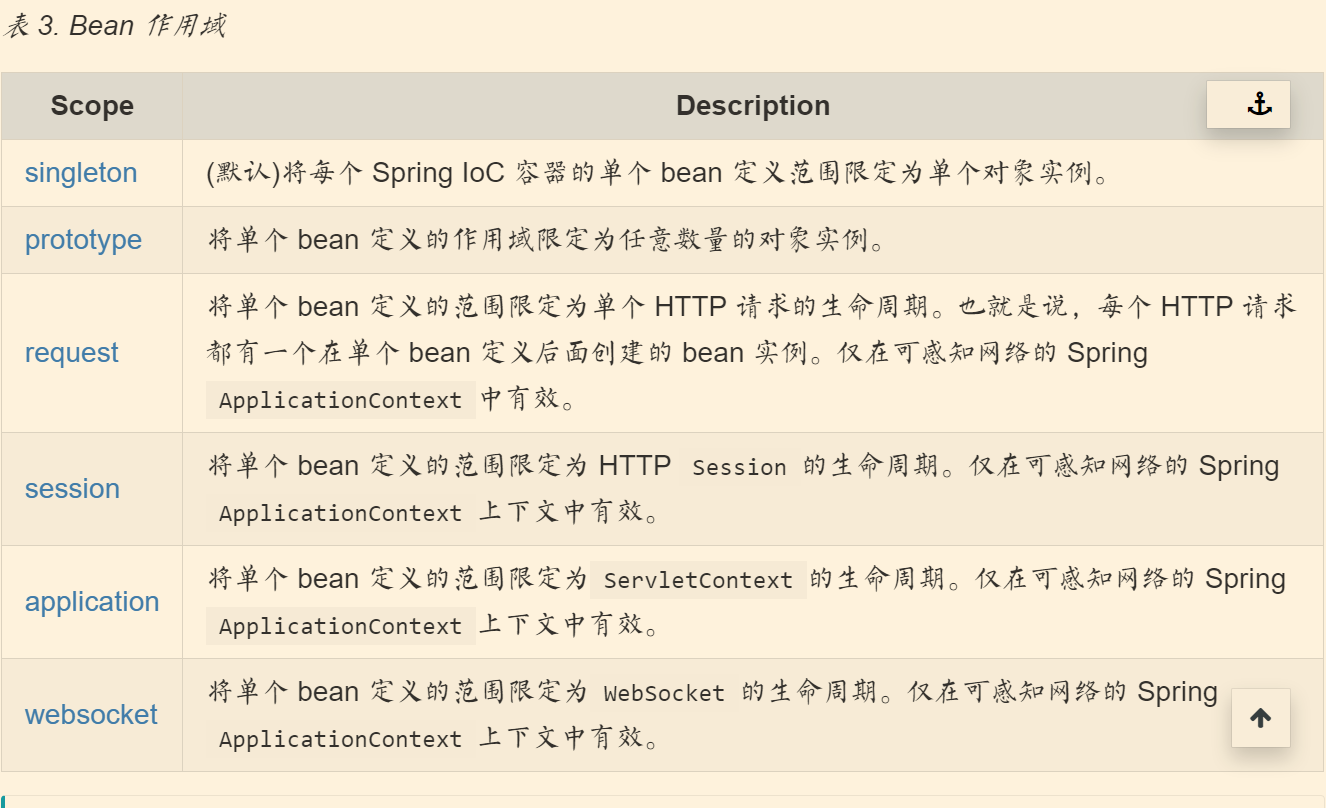 表 3. Bean 作用域
Scope
Description
singleton
(默认)将每个 Spring IoC 容器的单个 bean 定义范围限定为单个对象实例。
prototype
将单个 bean 定义的作用域限定为任意数量的对象实例。
request
将单个 bean 定义的范围限定为单个 HTTP 请求的生命周期。也就是说，每个 HTTP 请求
都有一个在单个 bean 定义后面创建的 bean 实例。仅在可感知网络的 Spring
ApplicationContext 中有效。
session
将单个 bean 定义的范围限定为 HTTP Session 的生命周期。仅在可感知网络的 Spring
ApplicationContext 上下文中有效。
application
将单个 bean 定义的范围限定为 ServletContext 的生命周期。仅在可感知网络的 Spring
ApplicationContext 上下文中有效。
websocket
将单个 bean 定义的范围限定为 WebSocket 的生命周期。仅在可感知网络的 Spring
ApplicationContext 上下文中有效。